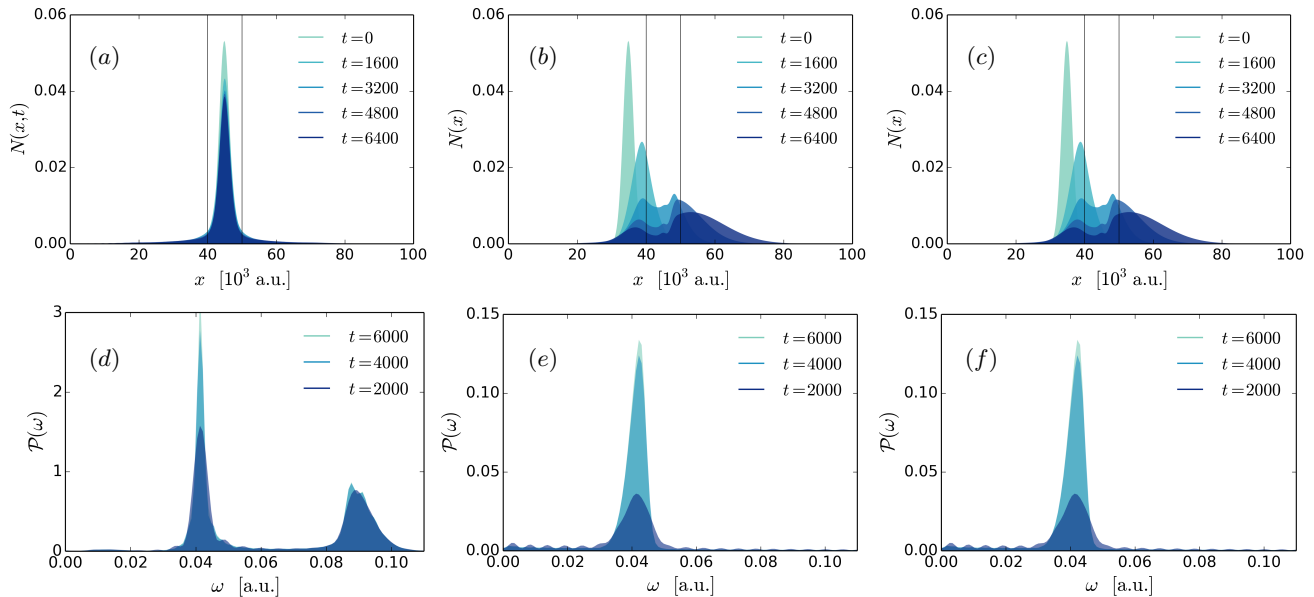 0.06
0.04
0.02
0.00
N(x,t)
(a)
t=0
t=1600
t=3200
t=4800
t=6400
0 20 40 60 80 100
x [10³ a.u.]
0.06
0.04
0.02
0.00
N(x)
(b)
t=0
t=1600
t=3200
t=4800
t=6400
0 20 40 60 80 100
x [10³ a.u.]
0.06
0.04
0.02
0.00
N(x)
(c)
t=0
t=1600
t=3200
t=4800
t=6400
0 20 40 60 80 100
x [10³ a.u.]
3
2
1
0
P(ω)
(d)
t=6000
t=4000
t=2000
0.00 0.02 0.04 0.06 0.08 0.10
ω [a.u.]
0.15
0.10
0.05
0.00
P(ω)
(e)
t=6000
t=4000
t=2000
0.00 0.02 0.04 0.06 0.08 0.10
ω [a.u.]
0.15
0.10
0.05
0.00
P(ω)
(f)
t=6000
t=4000
t=2000
0.00 0.02 0.04 0.06 0.08 0.10
ω [a.u.]